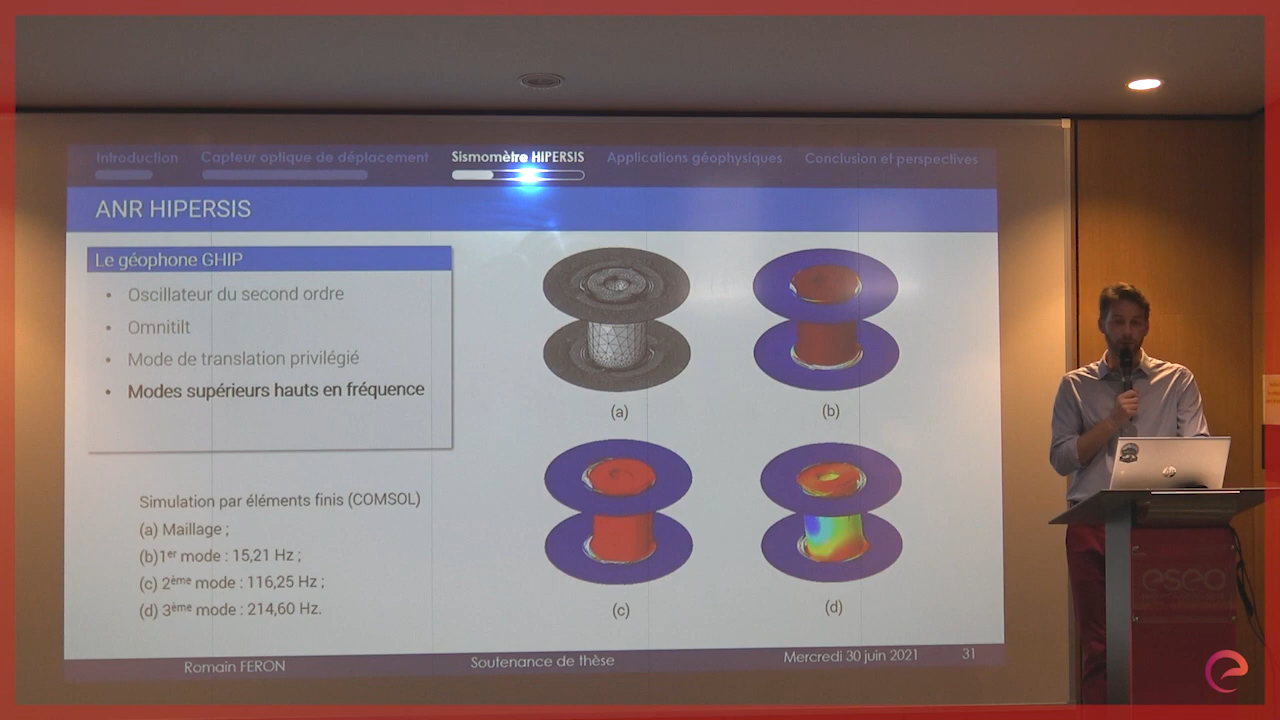 Introduction
Capteur optique de déplacement
Sismomètre HIPERSIS
Applications géophysiques
Conclusion et perspectives
ANR HIPERSIS
Le géophone GHIP
• Oscillateur du second ordre
• Omnitilt
• Mode de translation privilégié
• Modes supérieurs hauts en fréquence
(a)
(b)
Simulation par éléments finis (COMSOL)
(a) Maillage ;
(b)1er mode : 15,21 Hz ;
(c) 2ème mode : 116,25 Hz ;
(d) 3ème mode : 214,60 Hz.
(c)
(d)
Romain FERON
Soutenance de thèse
Mercredi 30 juin 2021
31
hp
eseo